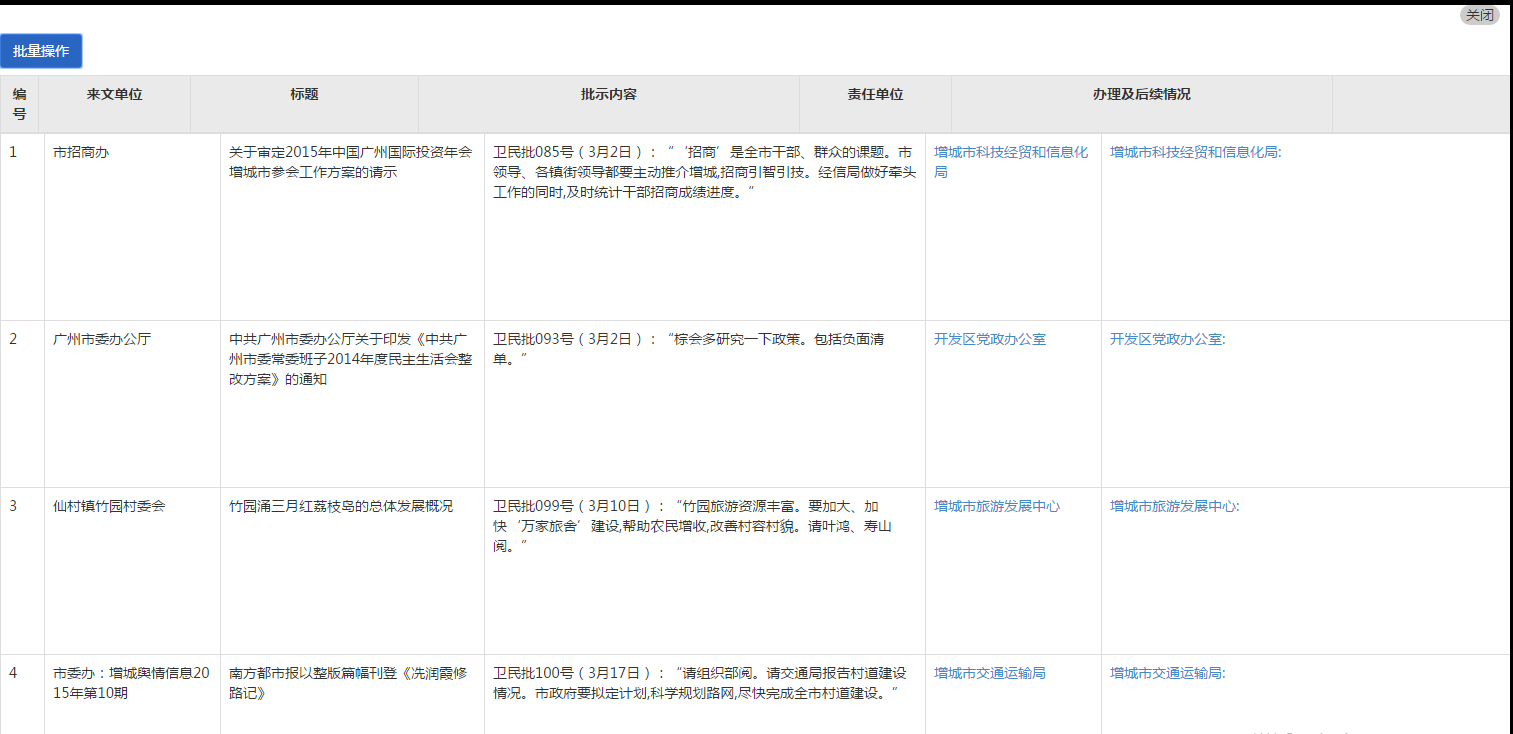 关闭
批量操作
编号
来文单位
标题
批示内容
责任单位
办理及后续情况
1
市招商办
关于审定2015年中国广州国际投资年会
增城市参会工作方案的请示
卫民批085号（3月2日）：“‘招商’是全市干部、群众的课题。市
领导、各镇街领导都要主动推介增城,招商引智引技。经信局做好牵头
工作的同时,及时统计干部招商成绩进度。”
增城市科技经贸和信息化
局
增城市科技经贸和信息化局:
2
广州市委办公厅
中共广州市委办公厅关于印发《中共广
州市委常委班子2014年度民主生活会整
改方案》的通知
卫民批093号（3月2日）：“棕会多研究一下政策。包括负面清
单。”
开发区党政办公室
开发区党政办公室:
3
仙村镇竹园村委会
竹园涌三月红荔枝岛的总体发展概况
卫民批099号（3月10日）：“竹园旅游资源丰富。要加大、加
快‘万家旅舍’建设,帮助农民增收,改善村容村貌。请叶鸿、寿山
阅。”
增城市旅游发展中心
增城市旅游发展中心:
4
市委办：增城舆情信息20
15年第10期
南方都市报以整版篇幅刊登《冼润霞修
路记》
卫民批100号（3月17日）：“请组织部阅。请交通局报告村道建设
情况。市政府要拟定计划,科学规划路网,尽快完成全市村道建设。”
增城市交通运输局
增城市交通运输局: